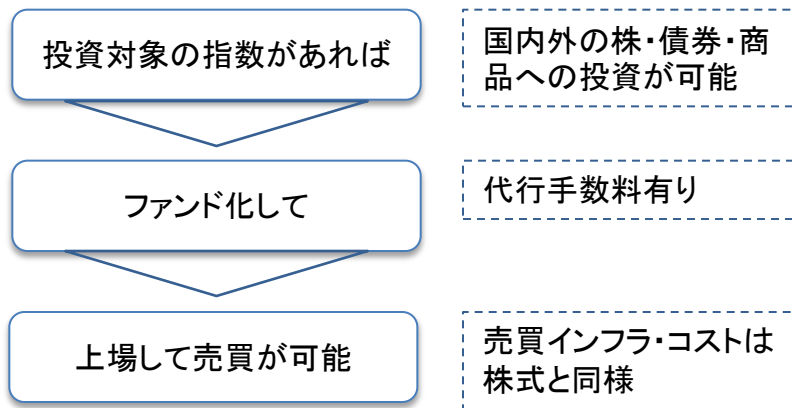 投資対象の指数があれば
国内外の株・債券・商
品への投資が可能
ファンド化して
代行手数料有り
上場して売買が可能
売買インフラ・コストは
株式と同様